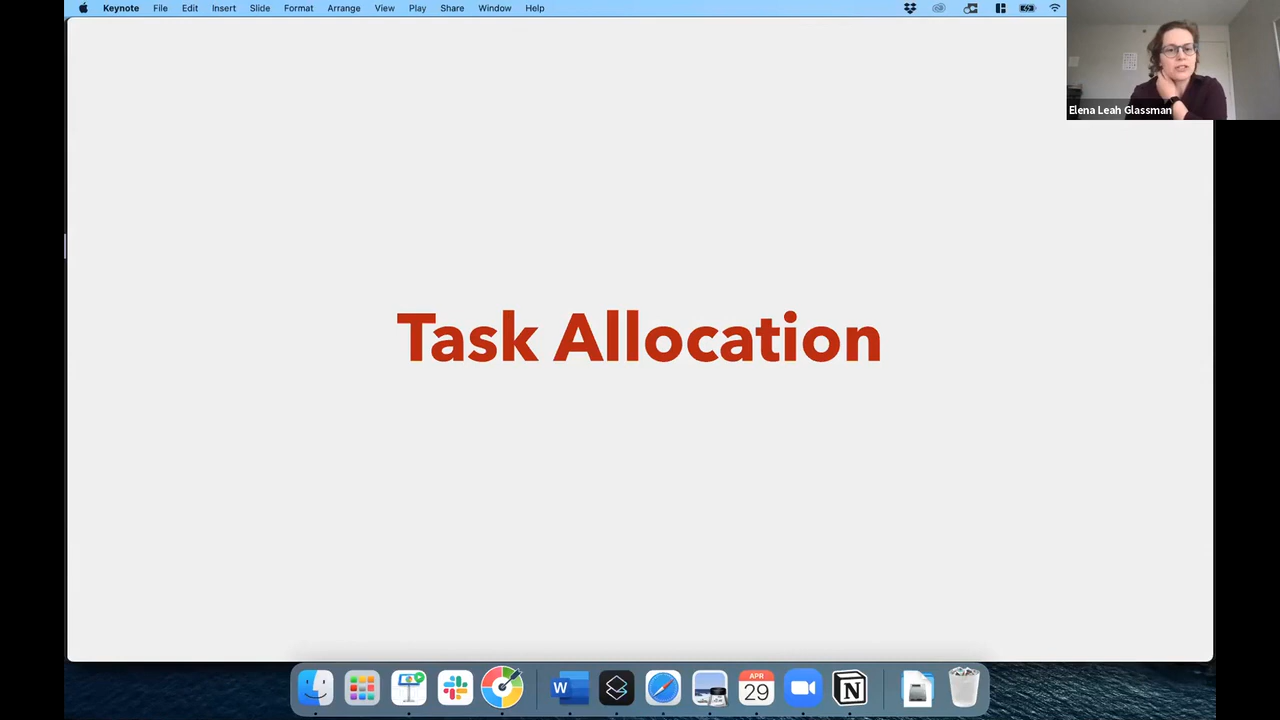 Keynote File Edit Insert Slide Format Arrange View Play Share Window Help
Elena Leah Glassman
Task Allocation
W
APR
29
N